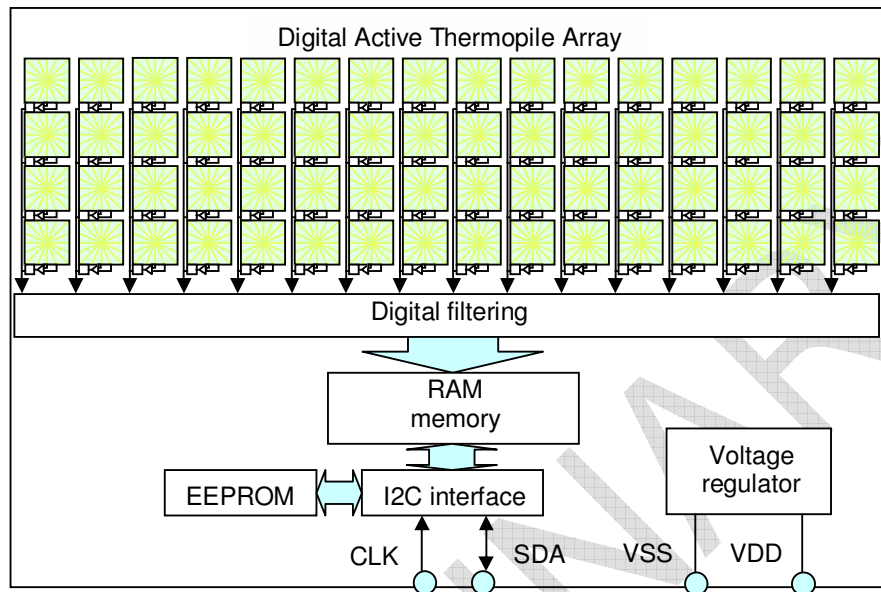 Digital Active Thermopile Array
Digital filtering
RAM
memory
Voltage
regulator
EEPROM
I2C interface
CLK
SDA
VSS
VDD